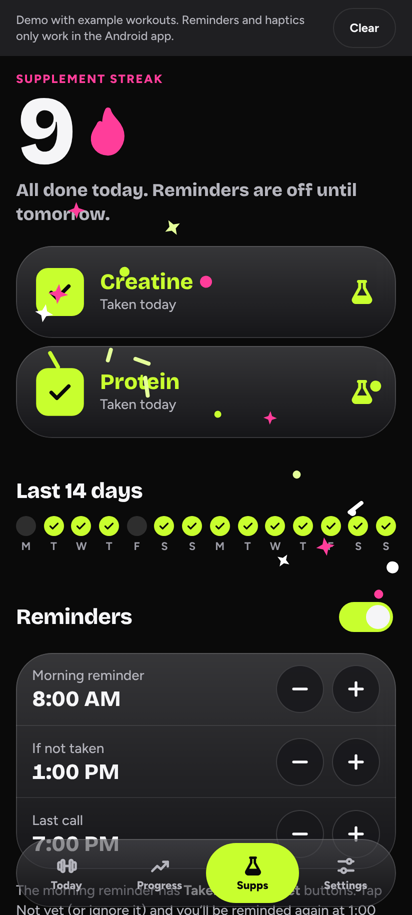 Demo with example workouts. Reminders and haptics
only work in the Android app.
Clear
SUPPLEMENT STREAK
9
All done today. Reminders are off until
tomorrow.
Creatine
Taken today
Protein
Taken today
Last 14 days
M T W T F S S M T W T F S S
Reminders
Morning reminder
8:00 AM
If not taken
1:00 PM
Last call
7:00 PM
Today Progress Supps Settings
The morning reminder has Take buttons. Tap
Not yet (or ignore it) and you'll be reminded again at 1:00